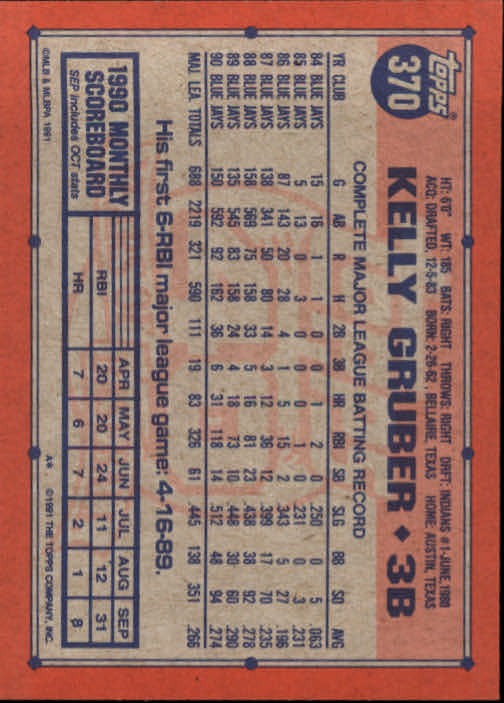 topps®
370
HT: 6'0" WT: 185 BATS: RIGHT THROWS: RIGHT DRAFT: INDIANS #1-JUNE, 1980
ACQ: DRAFTED, 12-5-83 BORN: 2-26-62, BELLAIRE, TEXAS HOME: AUSTIN, TEXAS
KELLY GRUBER ♦ 3B
COMPLETE MAJOR LEAGUE BATTING RECORD
YR CLUB G AB R H 2B 3B HR RBI SB SLG BB SO AVG
84 BLUE JAYS 15 16 1 1 0 0 1 2 0 .250 0 5 .063
85 BLUE JAYS 5 13 0 3 0 0 0 1 0 .231 0 3 .231
86 BLUE JAYS 87 143 20 28 4 1 5 15 2 .343 5 27 .196
87 BLUE JAYS 138 341 50 80 14 3 12 36 12 .399 17 70 .235
88 BLUE JAYS 158 569 75 158 33 5 16 81 23 .438 38 92 .278
89 BLUE JAYS 135 545 83 158 24 4 18 73 10 .448 30 60 .290
90 BLUE JAYS 150 592 92 162 36 6 31 118 14 .512 48 94 .274
MAJ. LEA. TOTALS 688 2219 321 590 111 19 83 326 61 .445 138 351 .266
His first 6-RBI major league game: 4-16-89.
1990 MONTHLY SCOREBOARD
SEP includes OCT stats
APR MAY JUN JUL AUG SEP
RBI 20 20 24 11 12 31
HR 7 6 7 2 1 8
©MLB & MLBPA 1991
A* ©1991 THE TOPPS COMPANY, INC.